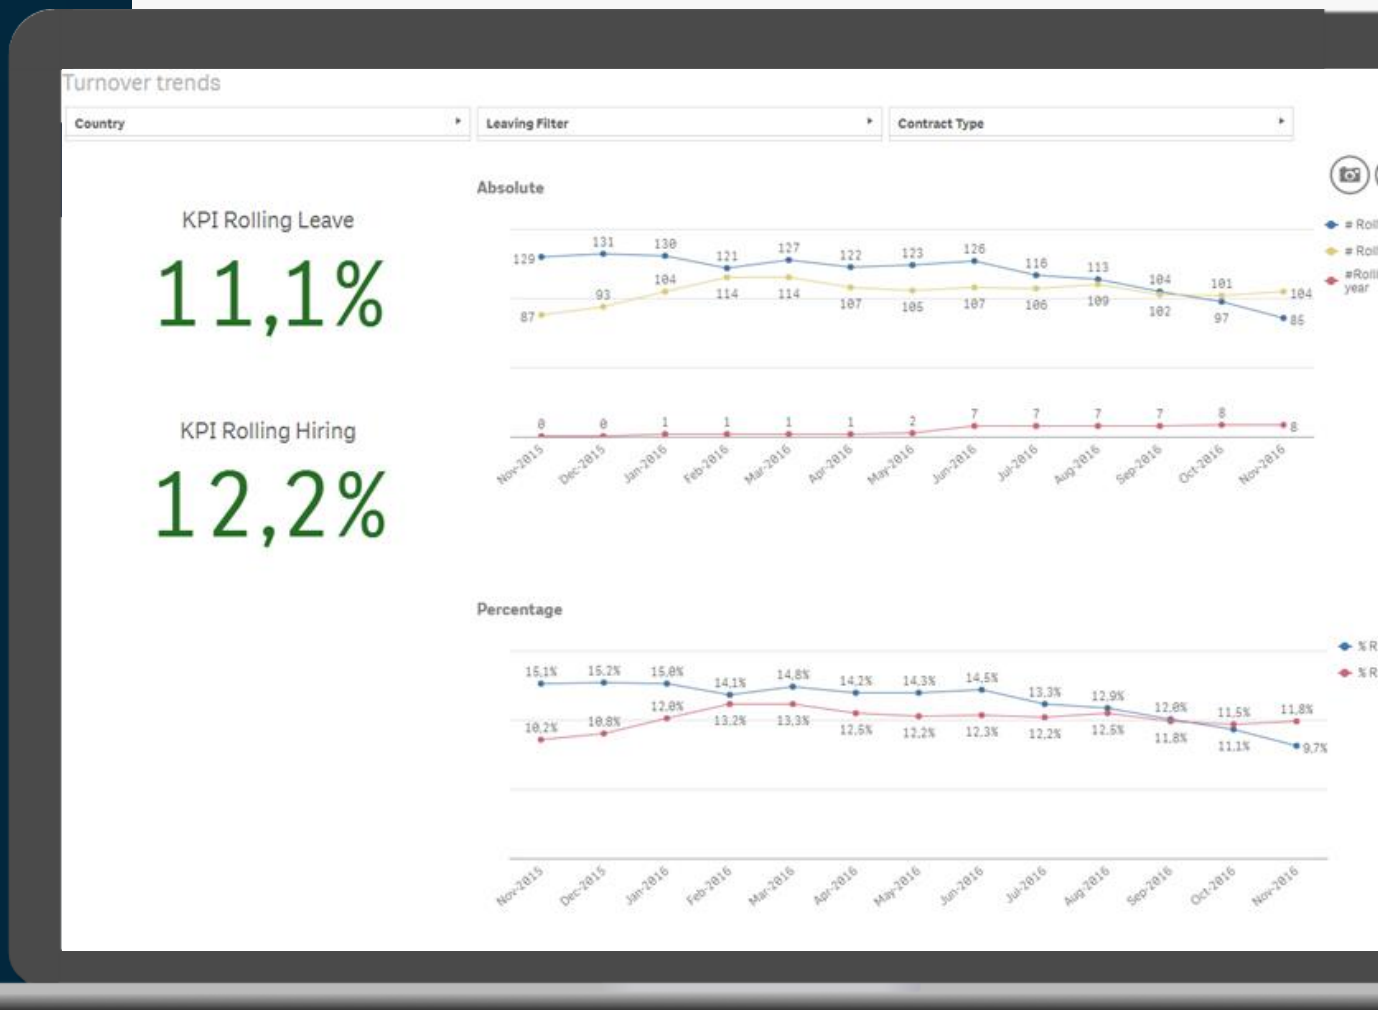 Turnover trends
Country
Leaving Filter
Contract Type
KPI Rolling Leave
11,1%
KPI Rolling Hiring
12,2%
Absolute
129 131 130 121 127 122 123 126 116 113 104 101 104
87 93 104 114 114 107 105 107 106 109 102 97 85
0 0 1 1 1 1 2 7 7 7 7 8 8
Nov-2015 Dec-2015 Jan-2016 Feb-2016 Mar-2016 Apr-2016 May-2016 Jun-2016 Jul-2016 Aug-2016 Sep-2016 Oct-2016 Nov-2016
# Roll
# Roll
#Rolli
year
Percentage
15,1% 15,2% 15,0% 14,1% 14,8% 14,2% 14,3% 14,5% 13,3% 12,9% 12,0% 11,5% 11,8%
10,2% 10,8% 12,0% 13,2% 13,3% 12,5% 12,2% 12,3% 12,2% 12,5% 11,8% 11,1% 9,7%
Nov-2015 Dec-2015 Jan-2016 Feb-2016 Mar-2016 Apr-2016 May-2016 Jun-2016 Jul-2016 Aug-2016 Sep-2016 Oct-2016 Nov-2016
% R
% R